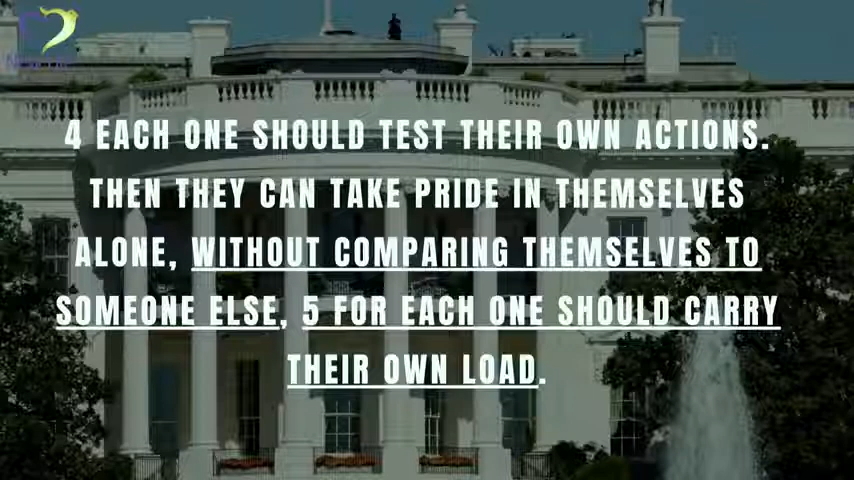 4 EACH ONE SHOULD TEST THEIR OWN ACTIONS.
THEN THEY CAN TAKE PRIDE IN THEMSELVES
ALONE, WITHOUT COMPARING THEMSELVES TO
SOMEONE ELSE, 5 FOR EACH ONE SHOULD CARRY
THEIR OWN LOAD.